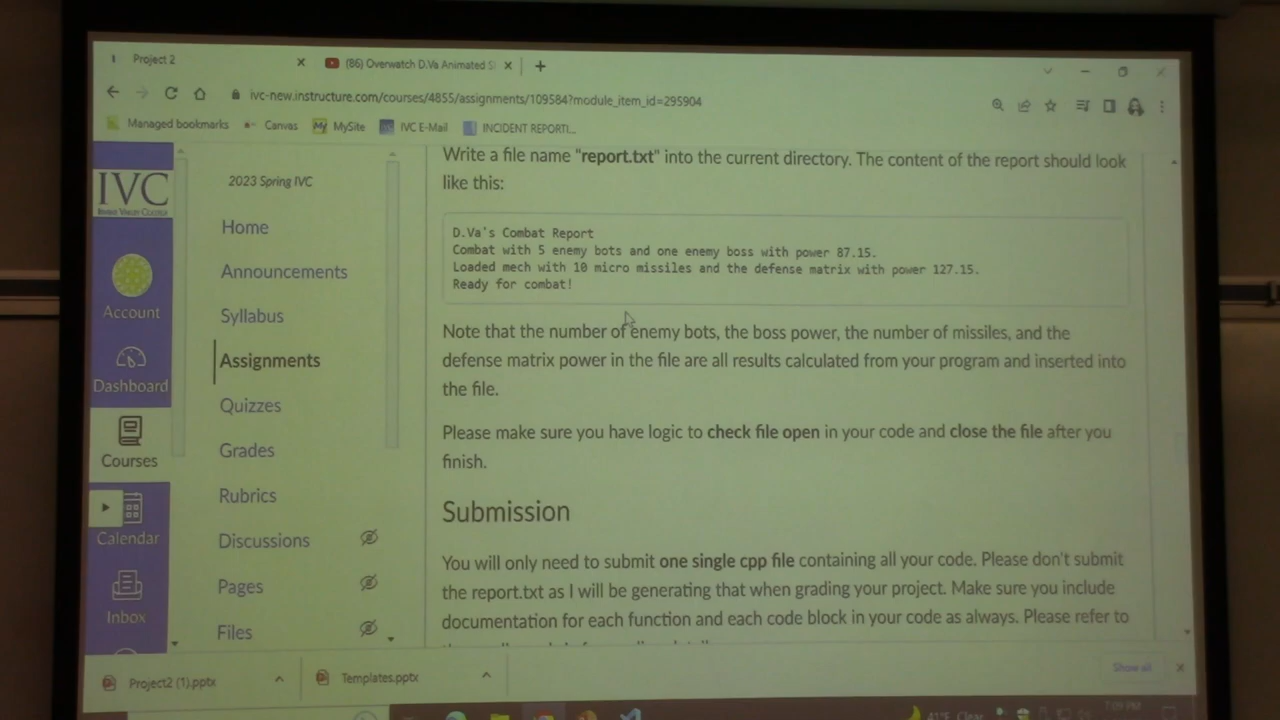 Project 2
(86) Overwatch D.Va Animated S
ivc-new.instructure.com/courses/4855/assignments/109584?module_item_id=295904
Managed bookmarks
Canvas
MySite
IVC E-Mail
INCIDENT REPORTI...
IVC
Account
Dashboard
Courses
Calendar
Inbox
2023 Spring IVC
Home
Announcements
Syllabus
Assignments
Quizzes
Grades
Rubrics
Discussions
Pages
Files
Write a file name "report.txt" into the current directory. The content of the report should look
like this:
D.Va's Combat Report
Combat with 5 enemy bots and one enemy boss with power 87.15.
Loaded mech with 10 micro missiles and the defense matrix with power 127.15.
Ready for combat!
Note that the number of enemy bots, the boss power, the number of missiles, and the
defense matrix power in the file are all results calculated from your program and inserted into
the file.
Please make sure you have logic to check file open in your code and close the file after you
finish.
Submission
You will only need to submit one single cpp file containing all your code. Please don't submit
the report.txt as I will be generating that when grading your project. Make sure you include
documentation for each function and each code block in your code as always. Please refer to
Project2 (1).pptx
Templates.pptx
Show all
41°F Clear
7:09 PM